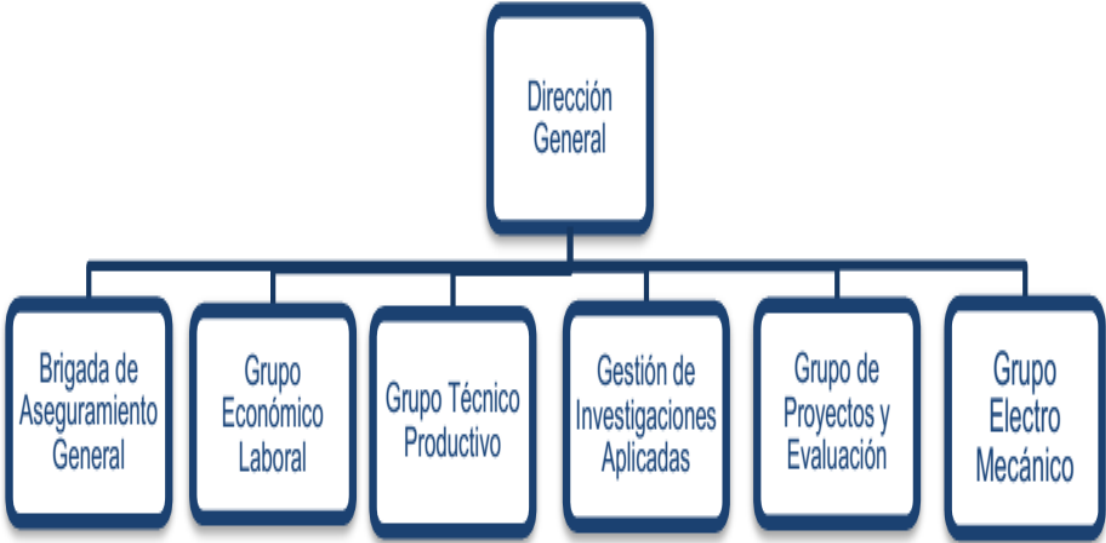 Dirección
General
Brigada de
Aseguramiento
General
Grupo
Económico
Laboral
Grupo Técnico
Productivo
Gestión de
Investigaciones
Aplicadas
Grupo de
Proyectos y
Evaluación
Grupo
Electro
Mecánico